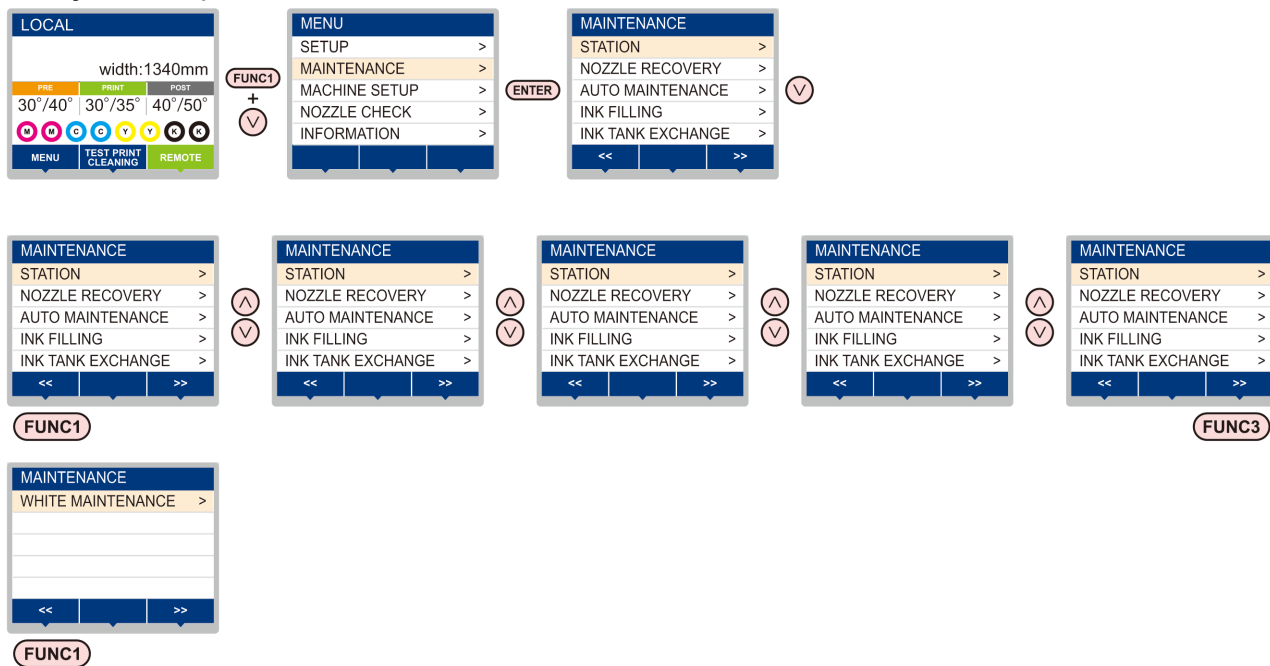 LOCAL
width:1340mm
PRE PRINT POST
30°/40° 30°/35° 40°/50°
M M C C Y Y K K
MENU TEST PRINT CLEANING REMOTE
FUNC1
+
MENU
SETUP >
MAINTENANCE >
MACHINE SETUP >
NOZZLE CHECK >
INFORMATION >
ENTER
MAINTENANCE
STATION >
NOZZLE RECOVERY >
AUTO MAINTENANCE >
INK FILLING >
INK TANK EXCHANGE >
<< >>
MAINTENANCE
STATION >
NOZZLE RECOVERY >
AUTO MAINTENANCE >
INK FILLING >
INK TANK EXCHANGE >
<< >>
FUNC1
MAINTENANCE
STATION >
NOZZLE RECOVERY >
AUTO MAINTENANCE >
INK FILLING >
INK TANK EXCHANGE >
<< >>
MAINTENANCE
STATION >
NOZZLE RECOVERY >
AUTO MAINTENANCE >
INK FILLING >
INK TANK EXCHANGE >
<< >>
MAINTENANCE
STATION >
NOZZLE RECOVERY >
AUTO MAINTENANCE >
INK FILLING >
INK TANK EXCHANGE >
<< >>
MAINTENANCE
STATION >
NOZZLE RECOVERY >
AUTO MAINTENANCE >
INK FILLING >
INK TANK EXCHANGE >
<< >>
FUNC3
MAINTENANCE
WHITE MAINTENANCE >
<< >>
FUNC1